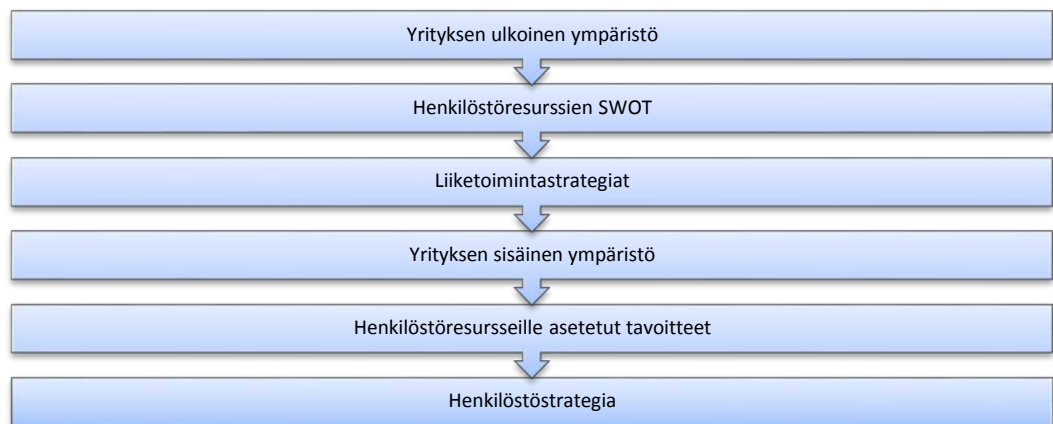 Yrityksen ulkoinen ympäristö
Henkilöstöresurssien SWOT
Liiketoimintastrategiat
Yrityksen sisäinen ympäristö
Henkilöstöresursseille asetetut tavoitteet
Henkilöstöstrategia